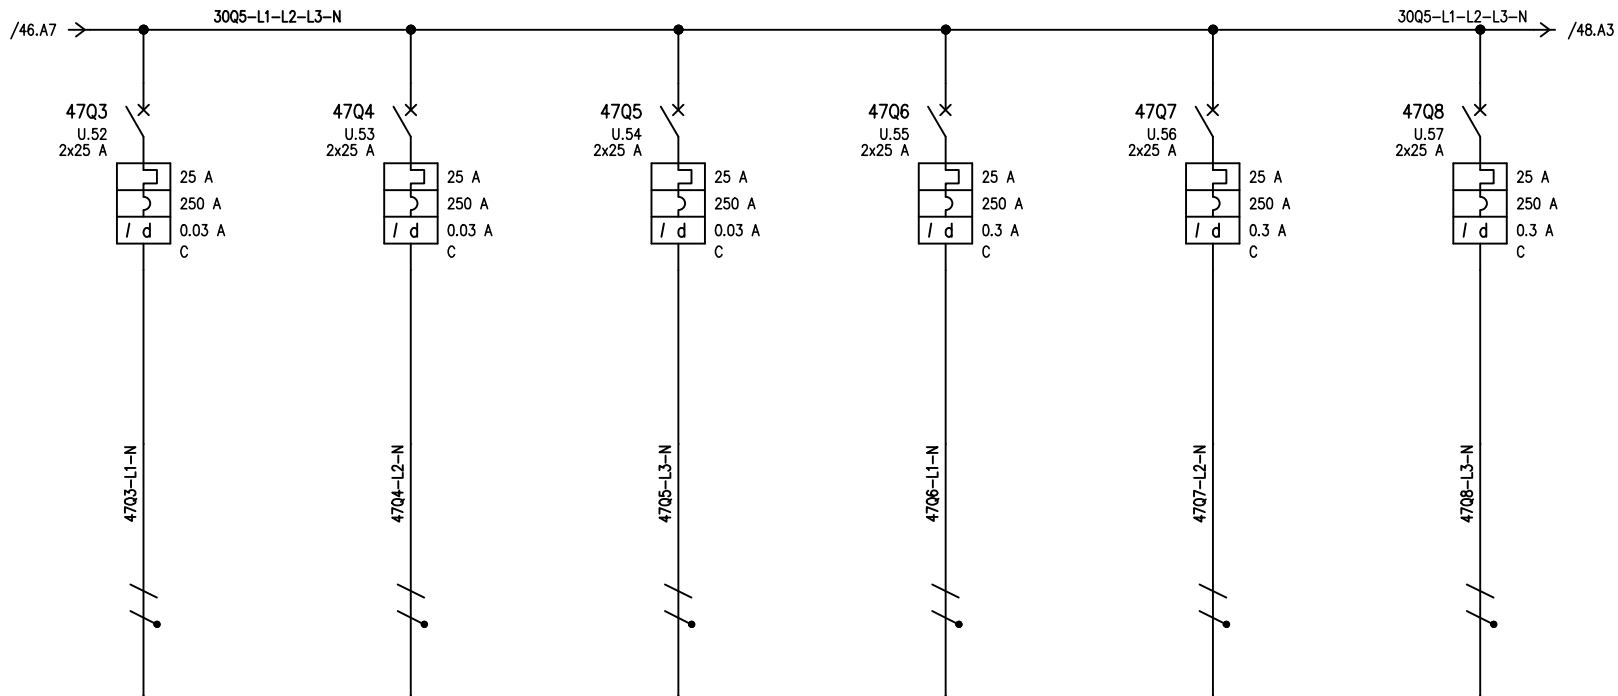 30Q5-L1-L2-L3-N
30Q5-L1-L2-L3-N
/46.A7
/48.A3
47Q3
U.52
2x25 A
25 A
250 A
I d
0.03 A
C
47Q3-L1-N
47Q4
U.53
2x25 A
25 A
250 A
I d
0.03 A
C
47Q4-L2-N
47Q5
U.54
2x25 A
25 A
250 A
I d
0.03 A
C
47Q5-L3-N
47Q6
U.55
2x25 A
25 A
250 A
I d
0.3 A
C
47Q6-L1-N
47Q7
U.56
2x25 A
25 A
250 A
I d
0.3 A
C
47Q7-L2-N
47Q8
U.57
2x25 A
25 A
250 A
I d
0.3 A
C
47Q8-L3-N